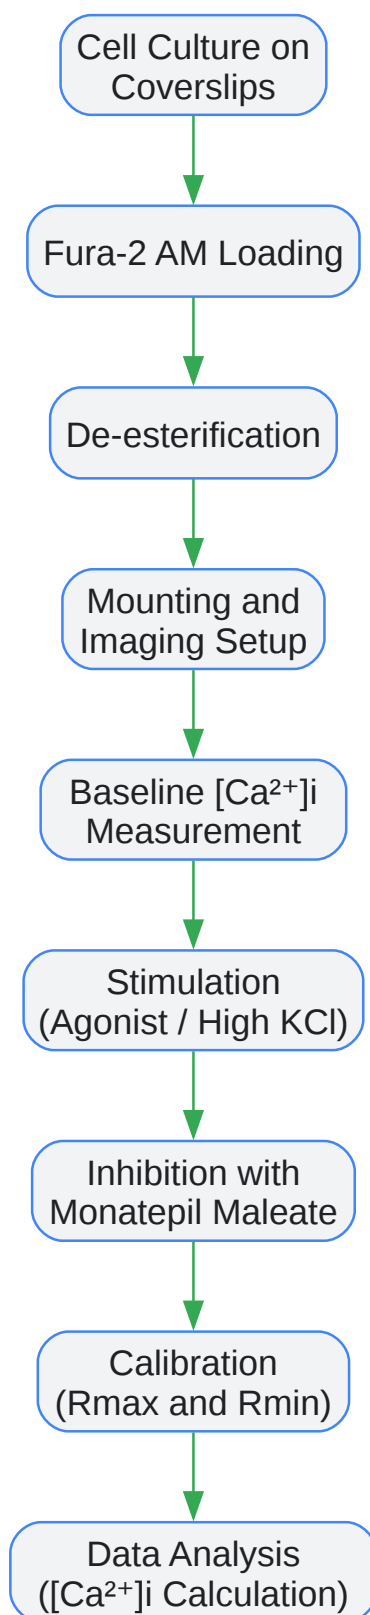 Cell Culture on
Coverslips
Fura-2 AM Loading
De-esterification
Mounting and
Imaging Setup
Baseline [Ca²⁺]i
Measurement
Stimulation
(Agonist / High KCl)
Inhibition with
Monatepil Maleate
Calibration
(Rmax and Rmin)
Data Analysis
([Ca²⁺]i Calculation)